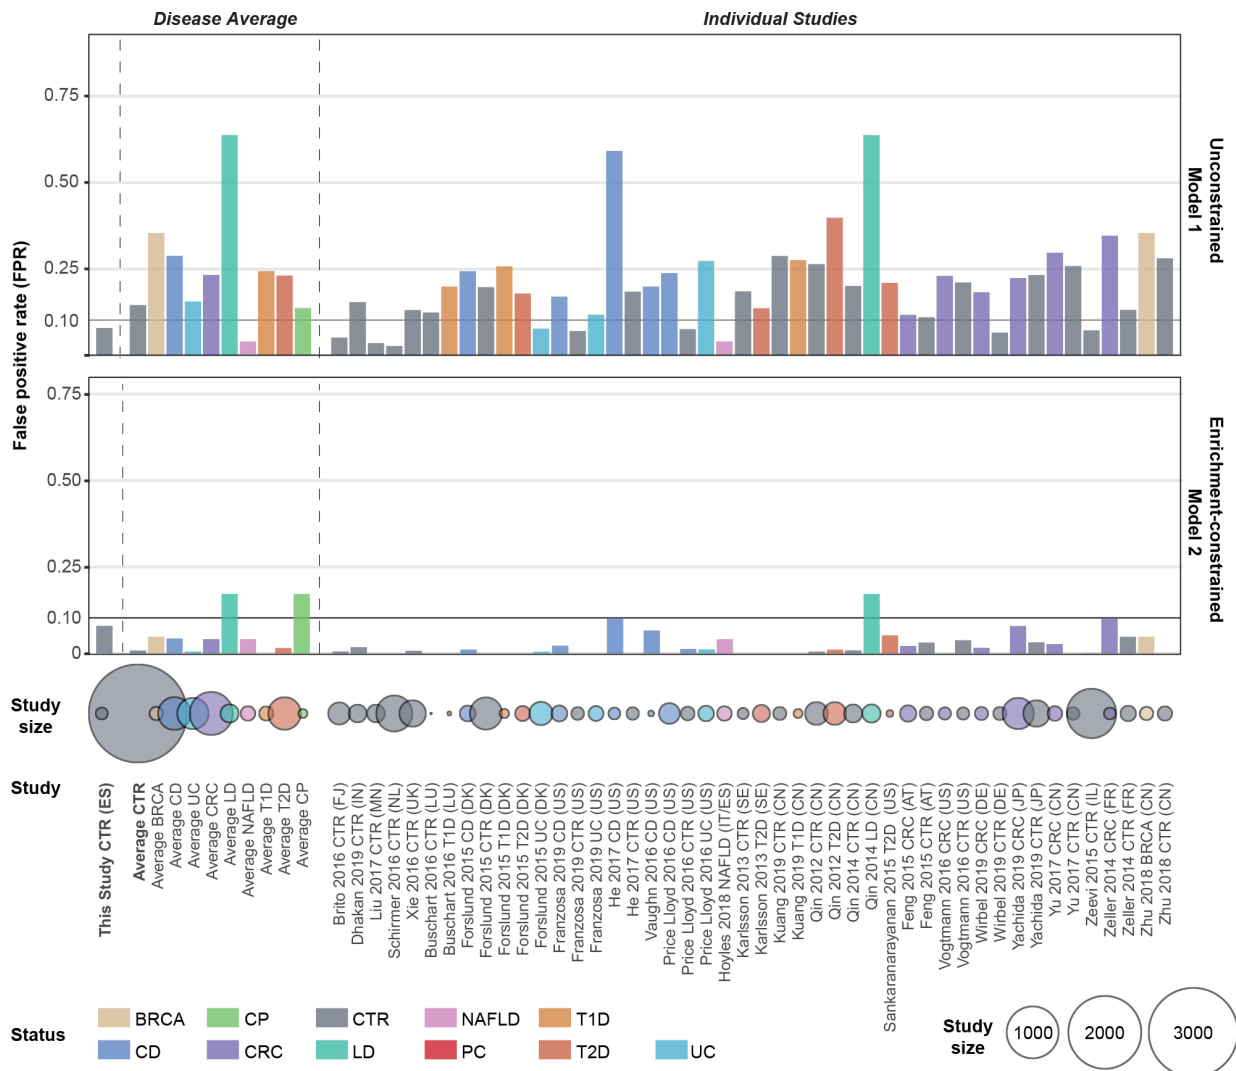 Disease Average
Individual Studies
False positive rate (FPR)
0.75
0.50
0.25
0.10
Unconstrained
Model 1
0.75
0.50
0.25
0.10
0
Enrichment-constrained
Model 2
Study
size
Study
This Study CTR (ES)
Average CTR
Average BRCA
Average CD
Average UC
Average CRC
Average LD
Average NAFLD
Average T1D
Average T2D
Average CP
Brito 2016 CTR (FJ)
Dhakan 2019 CTR (IN)
Liu 2017 CTR (MN)
Schirmer 2016 CTR (NL)
Xie 2016 CTR (UK)
Buschart 2016 CTR (LU)
Buschart 2016 T1D (LU)
Forslund 2015 CD (DK)
Forslund 2015 CTR (DK)
Forslund 2015 T1D (DK)
Forslund 2015 T2D (DK)
Forslund 2015 UC (DK)
Franzosa 2019 CD (US)
Franzosa 2019 CTR (US)
Franzosa 2019 UC (US)
He 2017 CD (US)
He 2017 CTR (US)
Vaughn 2016 CD (US)
Price Lloyd 2016 CD (US)
Price Lloyd 2016 CTR (US)
Price Lloyd 2016 UC (US)
Hoyles 2018 NAFLD (IT/ES)
Karlsson 2013 CTR (SE)
Karlsson 2013 T2D (SE)
Kuang 2019 CTR (CN)
Kuang 2019 T1D (CN)
Qin 2012 CTR (CN)
Qin 2012 T2D (CN)
Qin 2014 CTR (CN)
Qin 2014 LD (CN)
Sankaranarayanan 2015 T2D (US)
Feng 2015 CRC (AT)
Feng 2015 CTR (AT)
Vogtmann 2016 CRC (US)
Vogtmann 2016 CTR (US)
Wirbel 2019 CRC (DE)
Wirbel 2019 CTR (DE)
Yachida 2019 CRC (JP)
Yachida 2019 CTR (JP)
Yu 2017 CRC (CN)
Yu 2017 CTR (CN)
Zeevi 2015 CTR (IL)
Zeller 2014 CRC (FR)
Zeller 2014 CTR (FR)
Zhu 2018 BRCA (CN)
Zhu 2018 CTR (CN)
Status
BRCA
CP
CTR
NAFLD
T1D
CD
CRC
LD
PC
T2D
UC
Study
size
1000
2000
3000